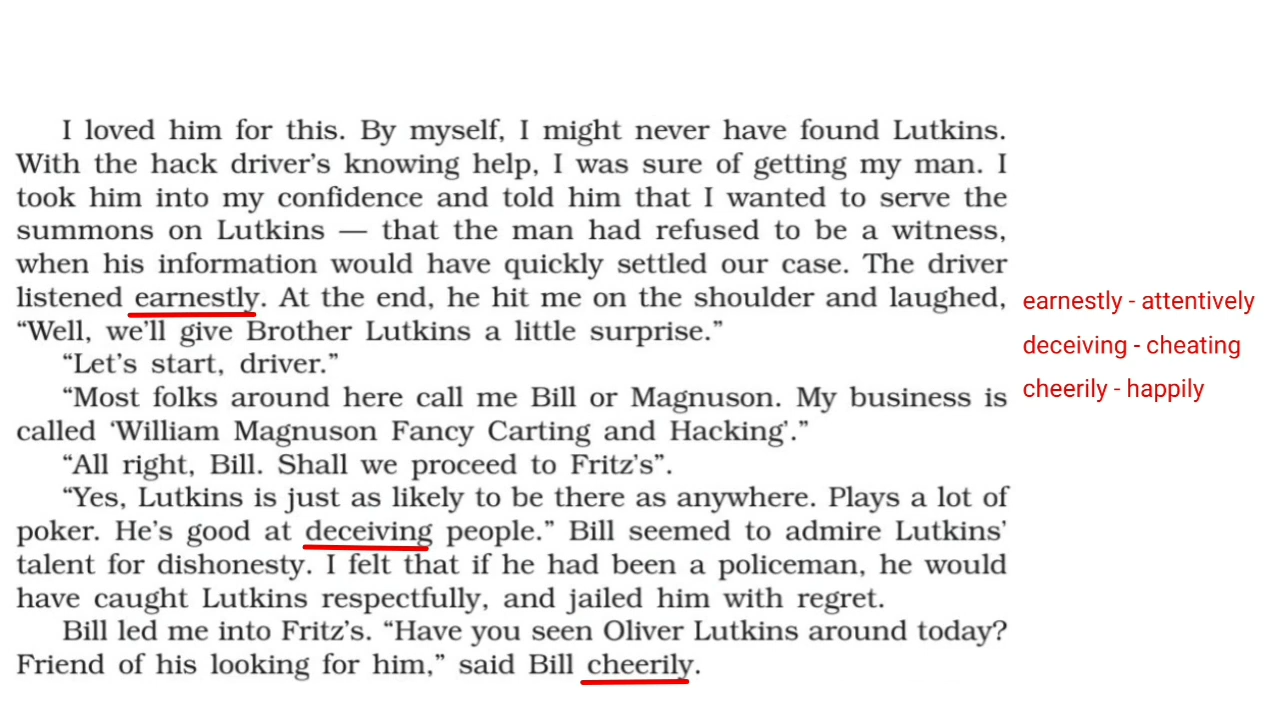 I loved him for this. By myself, I might never have found Lutkins.
With the hack driver's knowing help, I was sure of getting my man. I
took him into my confidence and told him that I wanted to serve the
summons on Lutkins — that the man had refused to be a witness,
when his information would have quickly settled our case. The driver
listened earnestly. At the end, he hit me on the shoulder and laughed,
“Well, we'll give Brother Lutkins a little surprise.”
“Let's start, driver.”
“Most folks around here call me Bill or Magnuson. My business is
called ‘William Magnuson Fancy Carting and Hacking’.”
“All right, Bill. Shall we proceed to Fritz's”.
“Yes, Lutkins is just as likely to be there as anywhere. Plays a lot of
poker. He's good at deceiving people.” Bill seemed to admire Lutkins'
talent for dishonesty. I felt that if he had been a policeman, he would
have caught Lutkins respectfully, and jailed him with regret.
Bill led me into Fritz's. “Have you seen Oliver Lutkins around today?
Friend of his looking for him,” said Bill cheerily.
earnestly - attentively
deceiving - cheating
cheerily - happily